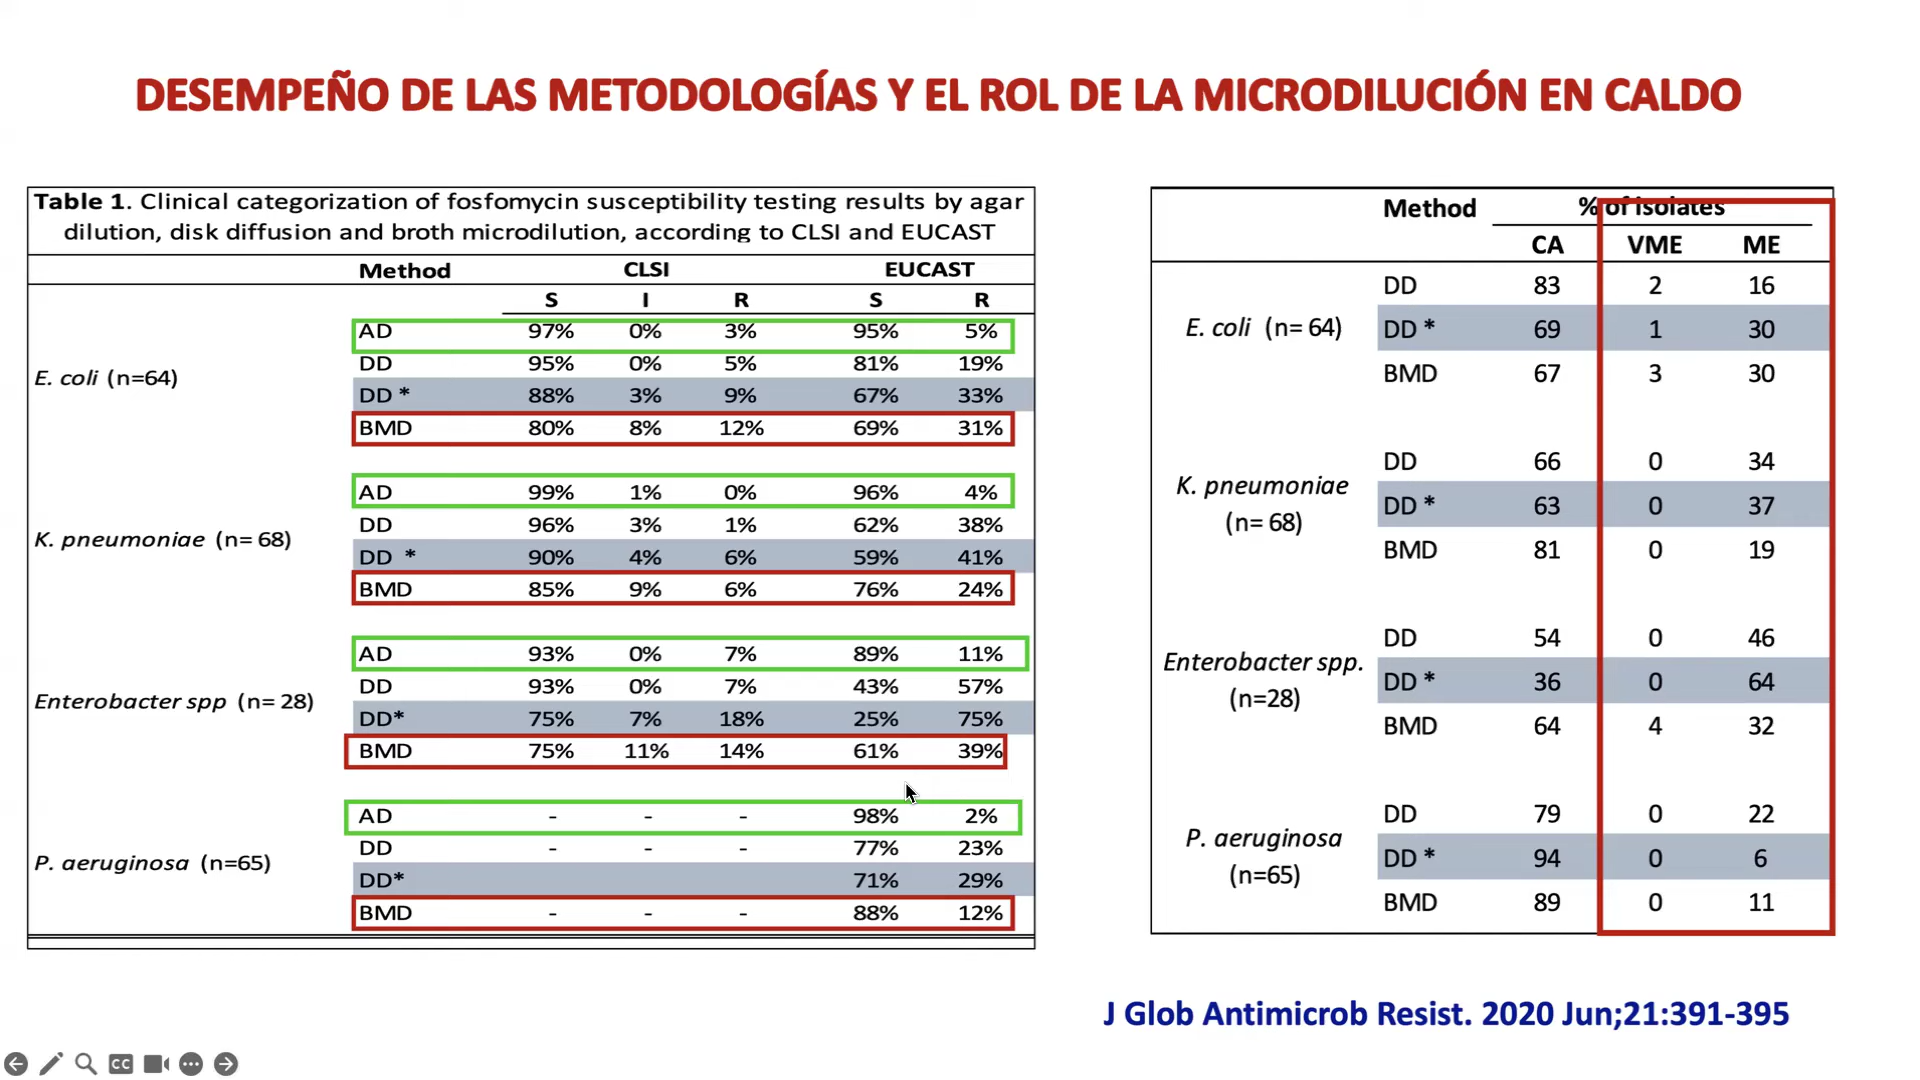 DESEMPEÑO DE LAS METODOLOGÍAS Y EL ROL DE LA MICRODILUCIÓN EN CALDO
Table 1. Clinical categorization of fosfomycin susceptibility testing results by agar
dilution, disk diffusion and broth microdilution, according to CLSI and EUCAST
Method CLSI EUCAST
S I R S R
E. coli (n=64)
AD 97% 0% 3% 95% 5%
DD 95% 0% 5% 81% 19%
DD * 88% 3% 9% 67% 33%
BMD 80% 8% 12% 69% 31%
K. pneumoniae (n= 68)
AD 99% 1% 0% 96% 4%
DD 96% 3% 1% 62% 38%
DD * 90% 4% 6% 59% 41%
BMD 85% 9% 6% 76% 24%
Enterobacter spp (n= 28)
AD 93% 0% 7% 89% 11%
DD 93% 0% 7% 43% 57%
DD* 75% 7% 18% 25% 75%
BMD 75% 11% 14% 61% 39%
P. aeruginosa (n=65)
AD - - - 98% 2%
DD - - - 77% 23%
DD* 71% 29%
BMD - - - 88% 12%
Method % of isolates
CA VME ME
E. coli (n= 64)
DD 83 2 16
DD * 69 1 30
BMD 67 3 30
K. pneumoniae
(n= 68)
DD 66 0 34
DD * 63 0 37
BMD 81 0 19
Enterobacter spp.
(n=28)
DD 54 0 46
DD * 36 0 64
BMD 64 4 32
P. aeruginosa
(n=65)
DD 79 0 22
DD * 94 0 6
BMD 89 0 11
J Glob Antimicrob Resist. 2020 Jun;21:391-395
CC